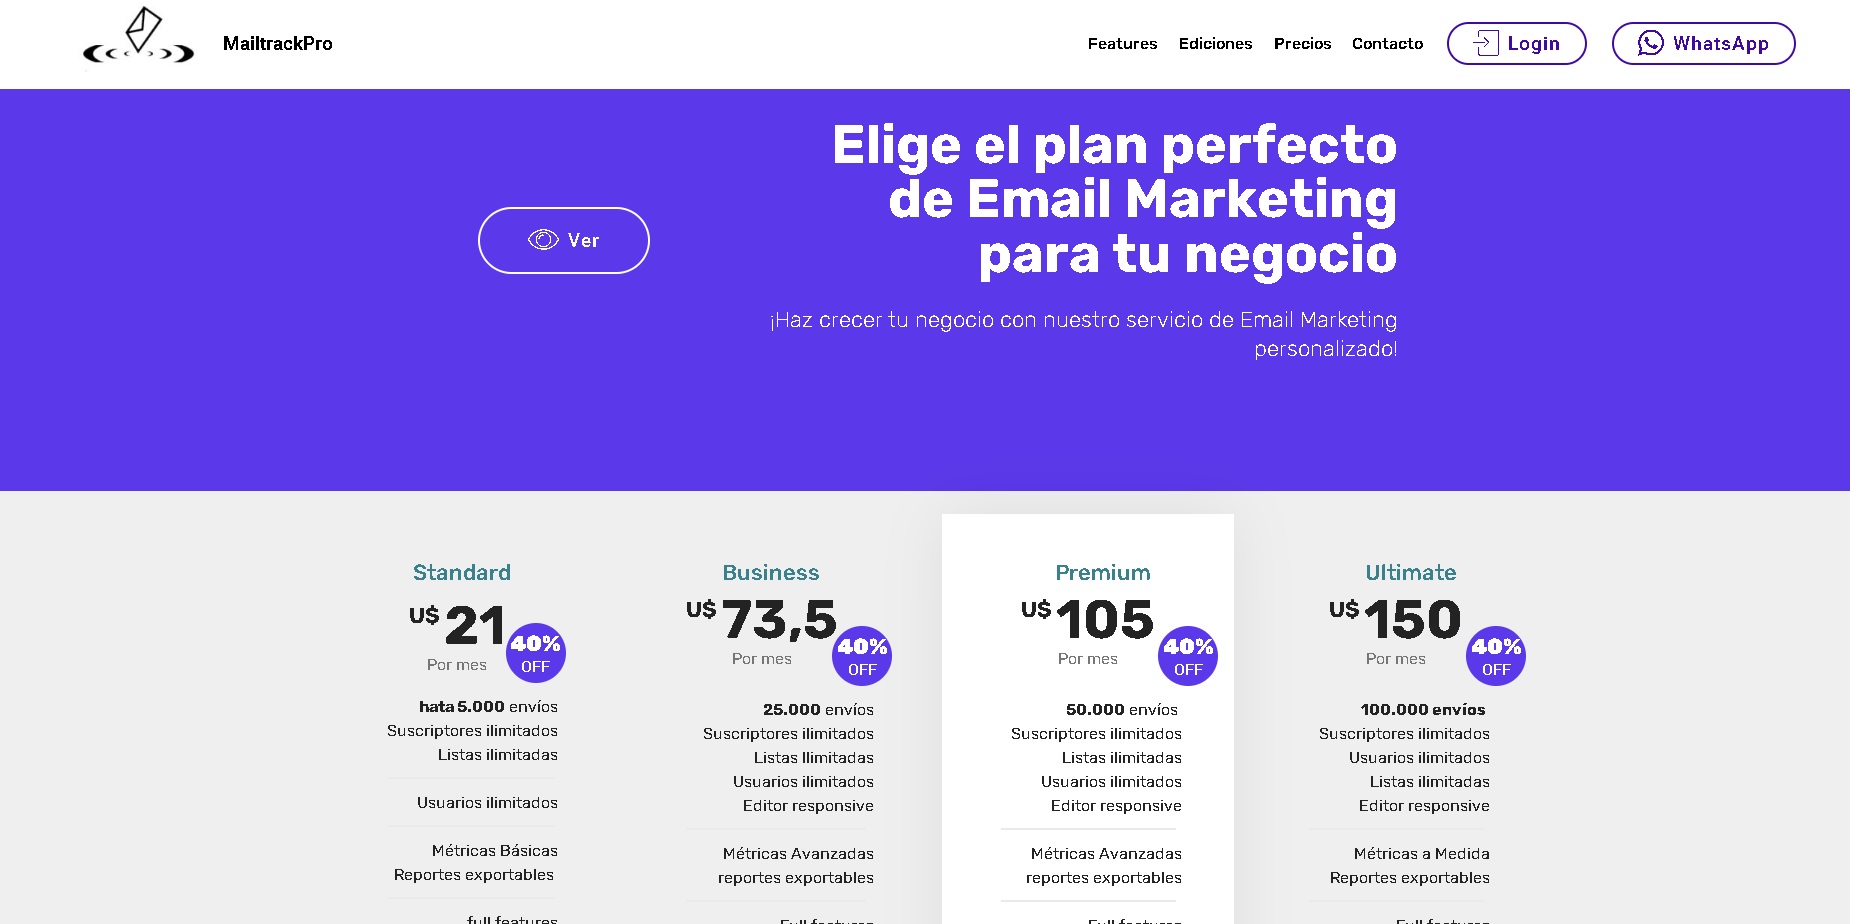 MailtrackPro
Features
Ediciones
Precios
Contacto
Login
WhatsApp
Elige el plan perfecto
de Email Marketing
para tu negocio
Ver
¡Haz crecer tu negocio con nuestro servicio de Email Marketing
personalizado!
Standard
U$ 21
40%
OFF
Por mes
hata 5.000 envíos
Suscriptores ilimitados
Listas ilimitadas
Usuarios ilimitados
Métricas Básicas
Reportes exportables
full features
Business
U$ 73,5
40%
OFF
Por mes
25.000 envíos
Suscriptores ilimitados
Listas Ilimitadas
Usuarios ilimitados
Editor responsive
Métricas Avanzadas
reportes exportables
Full features
Premium
U$ 105
40%
OFF
Por mes
50.000 envíos
Suscriptores ilimitados
Listas ilimitadas
Usuarios ilimitados
Editor responsive
Métricas Avanzadas
reportes exportables
Full features
Ultimate
U$ 150
40%
OFF
Por mes
100.000 envíos
Suscriptores ilimitados
Usuarios ilimitados
Listas ilimitadas
Editor responsive
Métricas a Medida
Reportes exportables
Full features